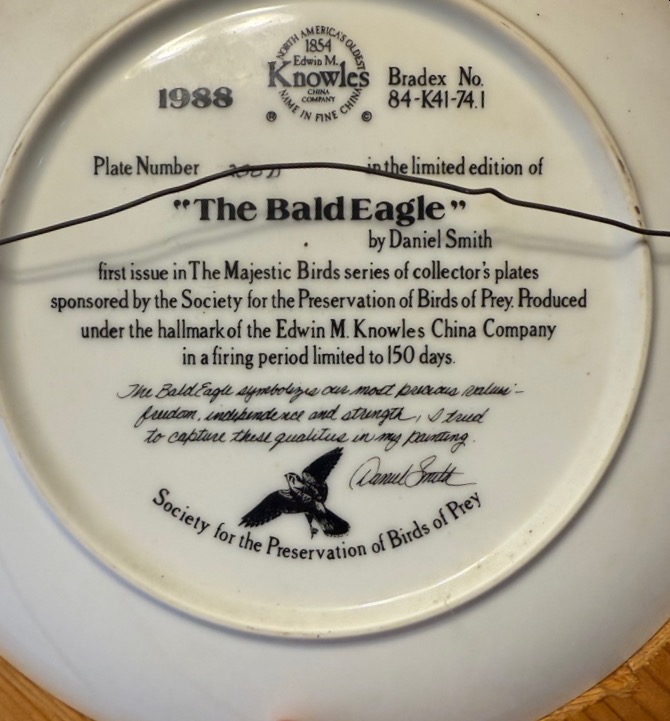 NORTH AMERICA'S OLDEST
1854
Edwin M.
Knowles
CHINA
COMPANY
NAME IN FINE CHINA
® ©
1988
Bradex No.
84-K41-74.1
Plate Number in the limited edition of
"The Bald Eagle"
by Daniel Smith
first issue in The Majestic Birds series of collector's plates
sponsored by the Society for the Preservation of Birds of Prey. Produced
under the hallmark of the Edwin M. Knowles China Company
in a firing period limited to 150 days.
The Bald Eagle symbolizes our most precious values –
freedom, independence and strength, I tried
to capture these qualities in my painting.
Daniel Smith
Society for the Preservation of Birds of Prey